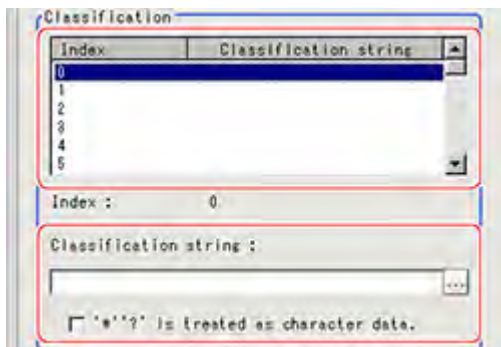 Classification
Index Classification string
0
1
2
3
4
5
Index : 0
Classification string :
...
'*''?' is treated as character data.